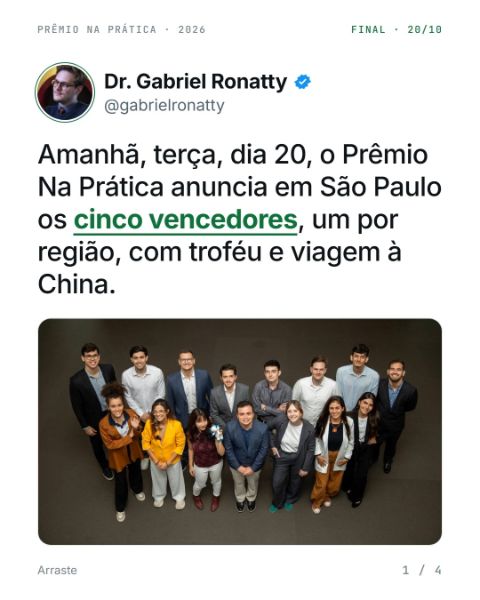 PRÊMIO NA PRÁTICA · 2026
FINAL · 20/10
Dr. Gabriel Ronatty
@gabrielronatty
Amanhã, terça, dia 20, o Prêmio
Na Prática anuncia em São Paulo
os cinco vencedores, um por
região, com troféu e viagem à
China.
Arraste
1 / 4